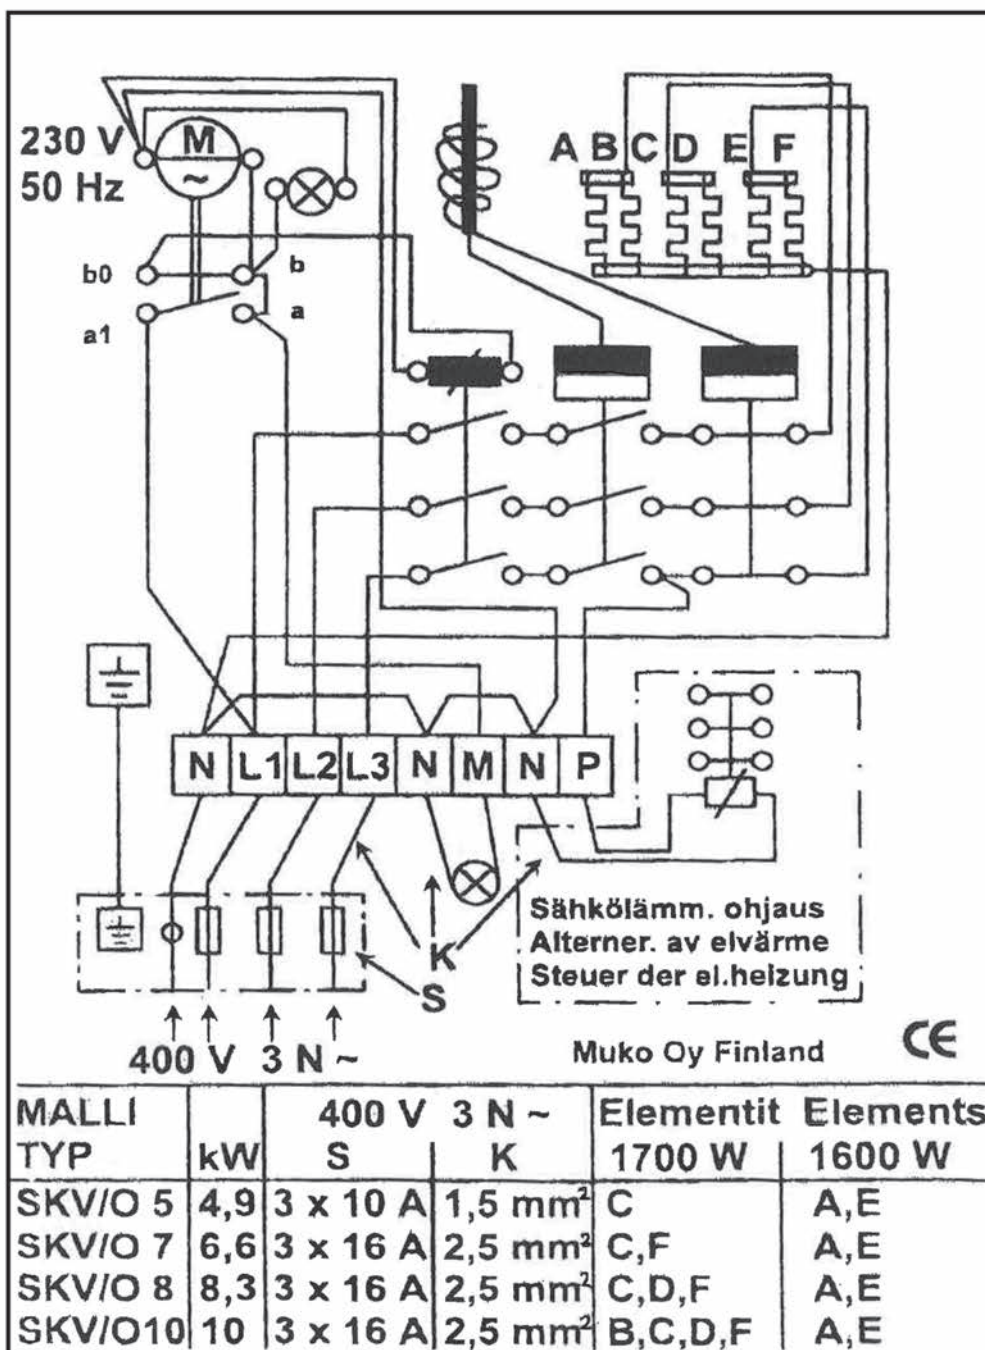 230 V
50 Hz
M
~
A B C D E F
b0
b
a
a1
N L1 L2 L3 N M N P
Sähkölämm. ohjaus
Alterner. av elvärme
Steuer der el.heizung
K
S
400 V 3 N ~
Muko Oy Finland
CE
MALLI 400 V 3 N ~ Elementit Elements
TYP kW S K 1700 W 1600 W
SKV/O 5 4,9 3 x 10 A 1,5 mm² C A,E
SKV/O 7 6,6 3 x 16 A 2,5 mm² C,F A,E
SKV/O 8 8,3 3 x 16 A 2,5 mm² C,D,F A,E
SKV/O10 10 3 x 16 A 2,5 mm² B,C,D,F A,E